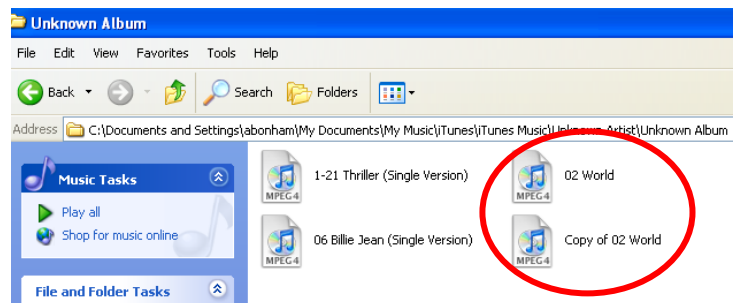 Unknown Album
File Edit View Favorites Tools Help
Back Search Folders
Address C:\Documents and Settings\abonham\My Documents\My Music\iTunes\iTunes Music\Unknown Artist\Unknown Album
Music Tasks
Play all
Shop for music online
File and Folder Tasks
MPEG4 1-21 Thriller (Single Version)
MPEG4 02 World
MPEG4 06 Billie Jean (Single Version)
MPEG4 Copy of 02 World